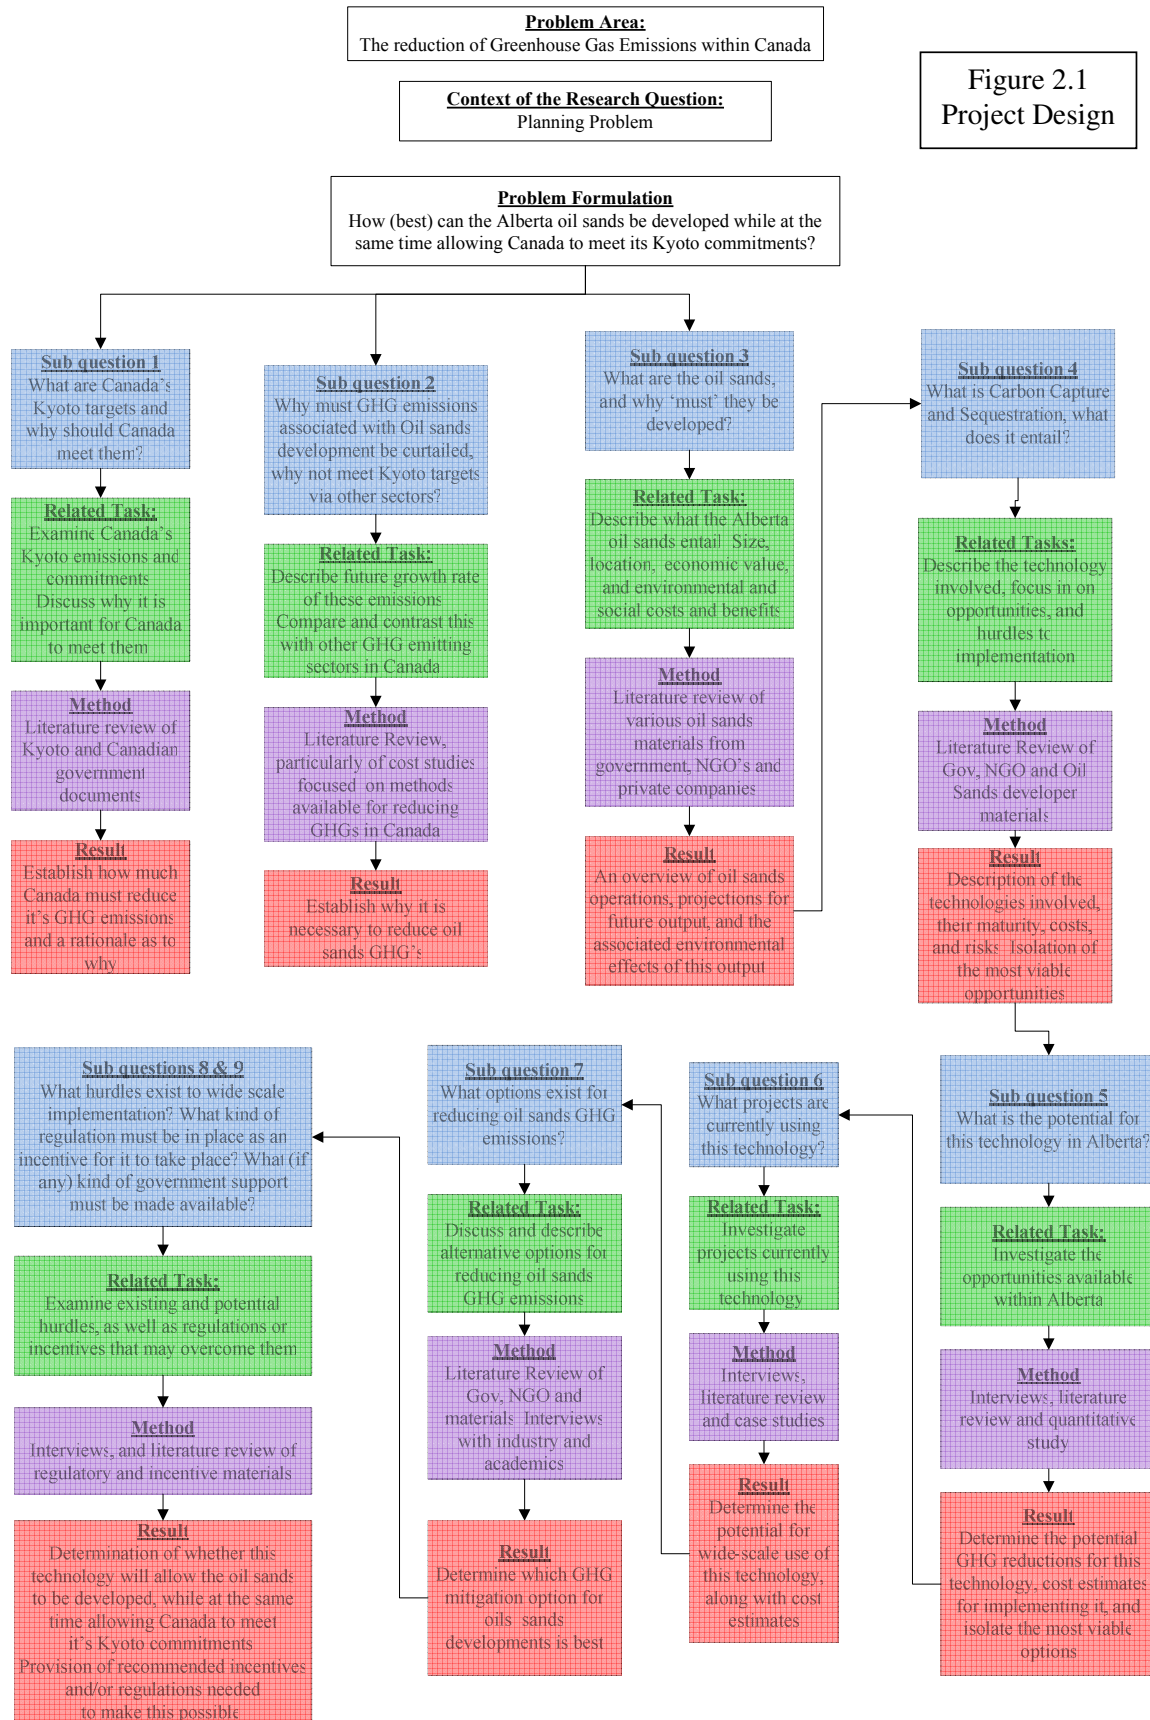 Problem Area:
The reduction of Greenhouse Gas Emissions within Canada
Context of the Research Question:
Planning Problem
Figure 2.1
Project Design
Problem Formulation
How (best) can the Alberta oil sands be developed while at the
same time allowing Canada to meet its Kyoto commitments?
Sub question 1
What are Canada's
Kyoto targets and
why should Canada
meet them?
Related Task:
Examine Canada's
Kyoto emissions and
commitments
Discuss why it is
important for Canada
to meet them
Method
Literature review of
Kyoto and Canadian
government
documents
Result
Establish how much
Canada must reduce
it's GHG emissions
and a rationale as to
why
Sub question 2
Why must GHG emissions
associated with Oil sands
development be curtailed,
why not meet Kyoto targets
via other sectors?
Related Task:
Describe future growth rate
of these emissions
Compare and contrast this
with other GHG emitting
sectors in Canada
Method
Literature Review,
particularly of cost studies
focused on methods
available for reducing
GHGs in Canada
Result
Establish why it is
necessary to reduce oil
sands GHG's
Sub question 3
What are the oil sands,
and why 'must' they be
developed?
Related Task:
Describe what the Alberta
oil sands entail Size,
location, economic value,
and environmental and
social costs and benefits
Method
Literature review of
various oil sands
materials from
government, NGO's and
private companies
Result
An overview of oil sands
operations, projections for
future output, and the
associated environmental
effects of this output
Sub question 4
What is Carbon Capture
and Sequestration, what
does it entail?
Related Tasks:
Describe the technology
involved, focus in on
opportunities, and
hurdles to
implementation
Method
Literature Review of
Gov, NGO and Oil
Sands developer
materials
Result
Description of the
technologies involved,
their maturity, costs,
and risks Isolation of
the most viable
opportunities
Sub questions 8 & 9
What hurdles exist to wide scale
implementation? What kind of
regulation must be in place as an
incentive for it to take place? What (if
any) kind of government support
must be made available?
Related Task:
Examine existing and potential
hurdles, as well as regulations or
incentives that may overcome them
Method
Interviews, and literature review of
regulatory and incentive materials
Result
Determination of whether this
technology will allow the oil sands
to be developed, while at the same
time allowing Canada to meet
it's Kyoto commitments
Provision of recommended incentives
and/or regulations needed
to make this possible
Sub question 7
What options exist for
reducing oil sands GHG
emissions?
Related Task:
Discuss and describe
alternative options for
reducing oil sands
GHG emissions
Method
Literature Review of
Gov, NGO and
materials Interviews
with industry and
academics
Result
Determine which GHG
mitigation option for
oils sands
developments is best
Sub question 6
What projects are
currently using
this technology?
Related Task:
Investigate
projects currently
using this
technology
Method
Interviews,
literature review
and case studies
Result
Determine the
potential for
wide-scale use of
this technology,
along with cost
estimates
Sub question 5
What is the potential for
this technology in Alberta?
Related Task:
Investigate the
opportunities available
within Alberta
Method
Interviews, literature
review and quantitative
study
Result
Determine the potential
GHG reductions for this
technology, cost estimates
for implementing it, and
isolate the most viable
options